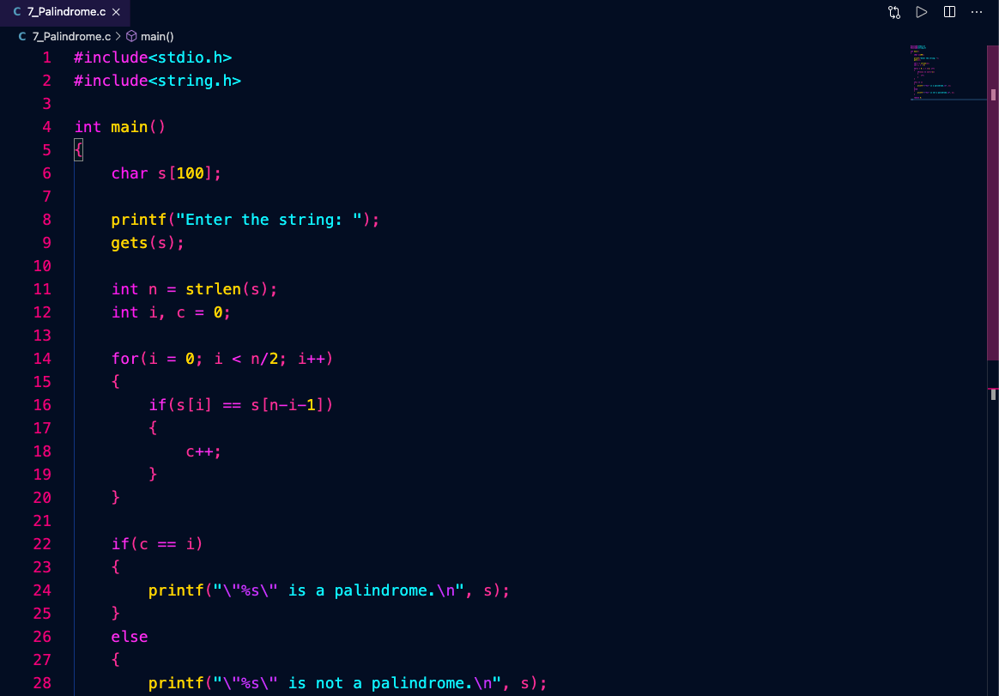 C 7_Palindrome.c ×
C 7_Palindrome.c > main()
1 #include<stdio.h>
2 #include<string.h>
3
4 int main()
5 {
6     char s[100];
7
8     printf("Enter the string: ");
9     gets(s);
10
11     int n = strlen(s);
12     int i, c = 0;
13
14     for(i = 0; i < n/2; i++)
15     {
16         if(s[i] == s[n-i-1])
17         {
18             c++;
19         }
20     }
21
22     if(c == i)
23     {
24         printf("\"%s\" is a palindrome.\n", s);
25     }
26     else
27     {
28         printf("\"%s\" is not a palindrome.\n", s);